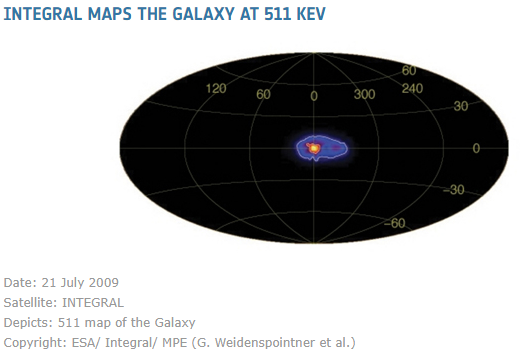 INTEGRAL MAPS THE GALAXY AT 511 KEV
60
120 60 0 300 240
30
0
-30
-60
Date: 21 July 2009
Satellite: INTEGRAL
Depicts: 511 map of the Galaxy
Copyright: ESA/ Integral/ MPE (G. Weidenspointner et al.)